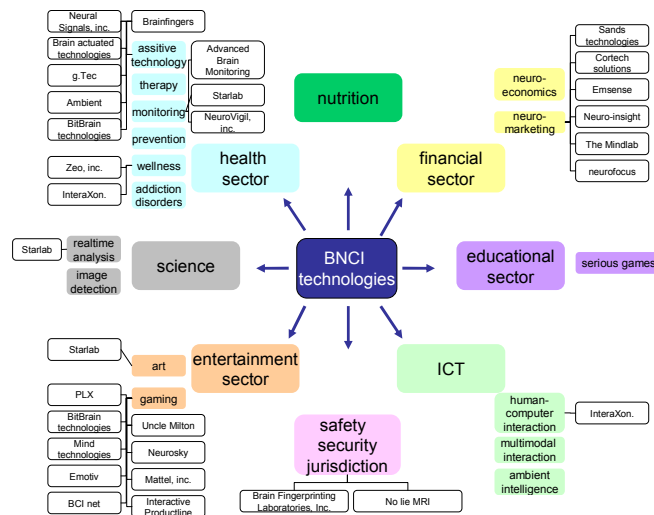 Neural Signals, inc.
Brainfingers
Brain actuated
technologies
g.Tec
Ambient
BitBrain
technologies
assitive
technology
therapy
monitoring
prevention
Advanced
Brain
Monitoring
Starlab
NeuroVigil,
inc.
Zeo, inc.
InteraXon.
wellness
addiction
disorders
health
sector
nutrition
financial
sector
neuro-
economics
neuro-
marketing
Sands
technologies
Cortech
solutions
Emsense
Neuro-insight
The Mindlab
neurofocus
Starlab
realtime
analysis
image
detection
science
BNCI
technologies
educational
sector
serious games
Starlab
art
gaming
entertainment
sector
PLX
BitBrain
technologies
Mind
technologies
Emotiv
BCI net
Uncle Milton
Neurosky
Mattel, inc.
Interactive
Productline
safety
security
jurisdiction
Brain Fingerprinting
Laboratories, Inc.
No lie MRI
ICT
human-
computer
interaction
multimodal
interaction
ambient
intelligence
InteraXon.